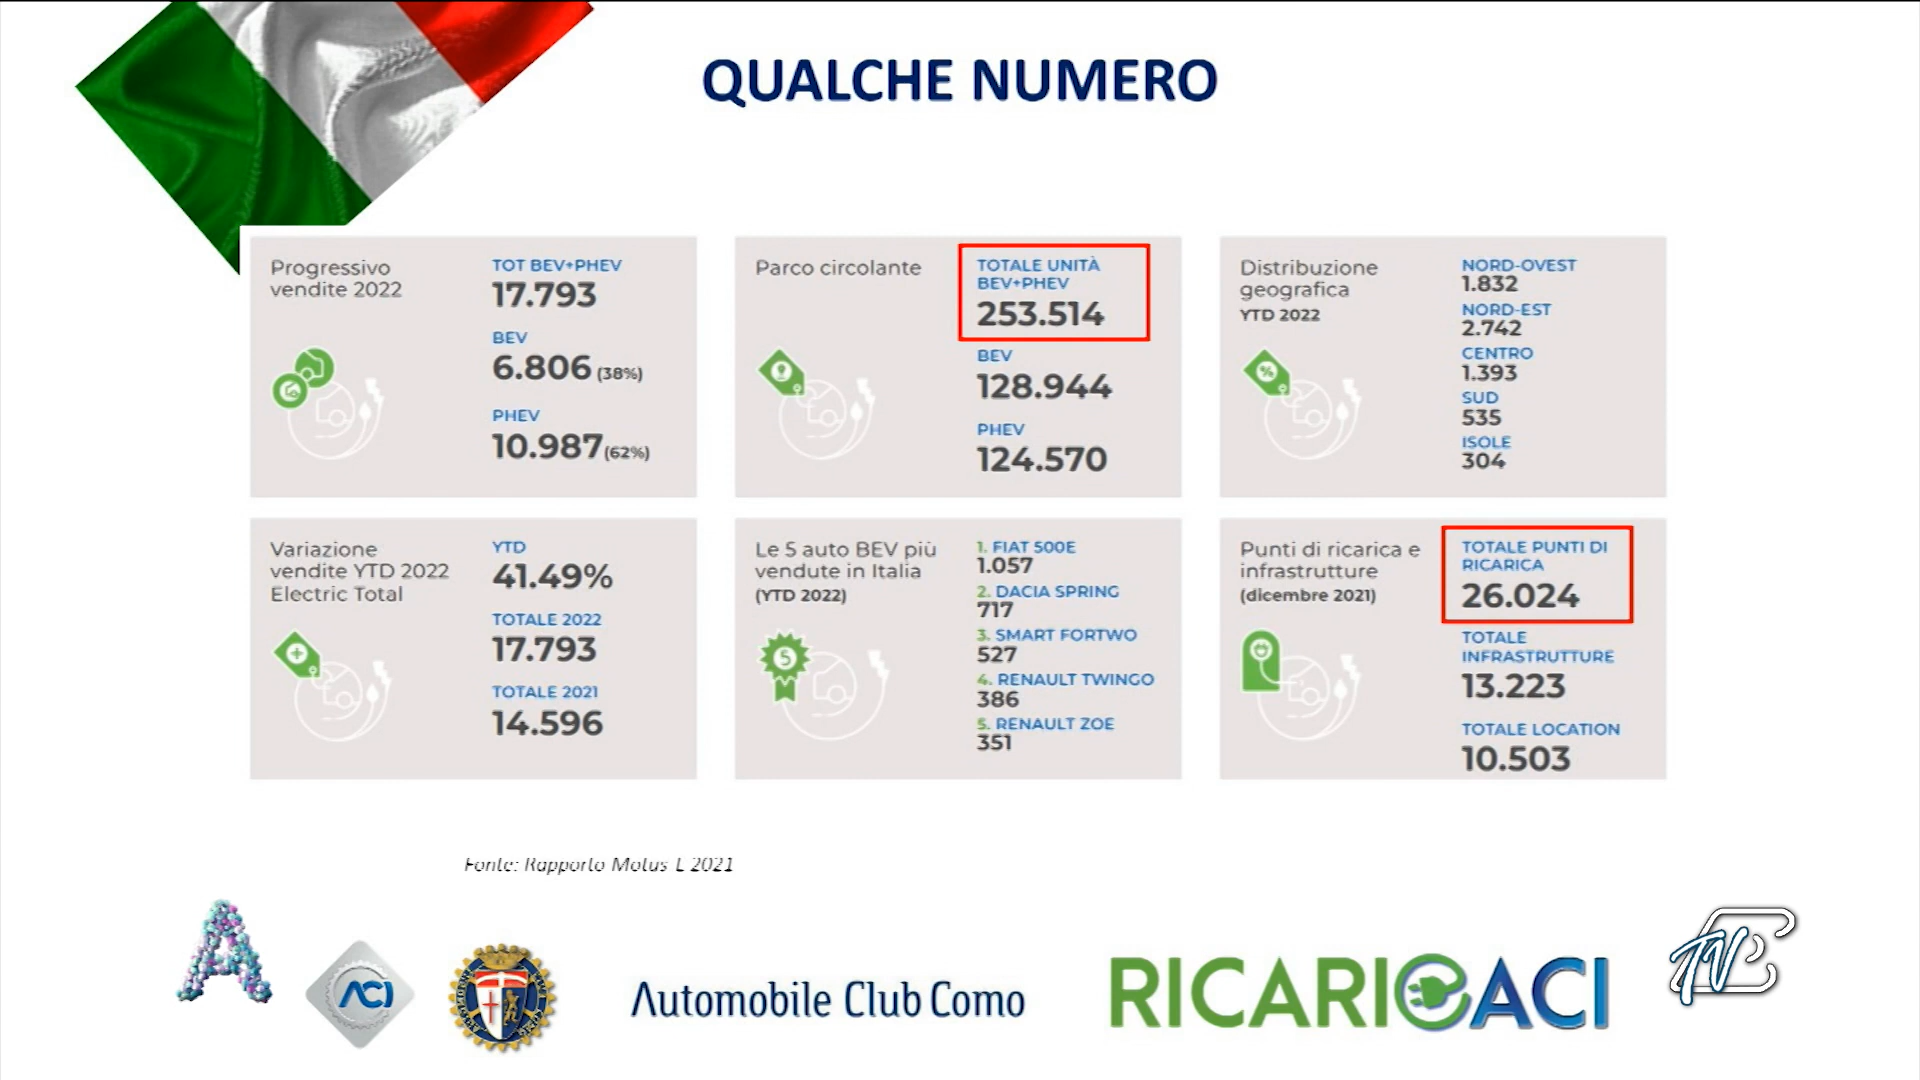 QUALCHE NUMERO
Progressivo
vendite 2022
TOT BEV+PHEV
17.793
BEV
6.806 (38%)
PHEV
10.987 (62%)
Parco circolante
TOTALE UNITÀ
BEV+PHEV
253.514
BEV
128.944
PHEV
124.570
Distribuzione
geografica
YTD 2022
NORD-OVEST
1.832
NORD-EST
2.742
CENTRO
1.393
SUD
535
ISOLE
304
Variazione
vendite YTD 2022
Electric Total
YTD
41.49%
TOTALE 2022
17.793
TOTALE 2021
14.596
Le 5 auto BEV più
vendute in Italia
(YTD 2022)
5
1. FIAT 500E
1.057
2. DACIA SPRING
717
3. SMART FORTWO
527
4. RENAULT TWINGO
386
5. RENAULT ZOE
351
Punti di ricarica e
infrastrutture
(dicembre 2021)
TOTALE PUNTI DI
RICARICA
26.024
TOTALE
INFRASTRUTTURE
13.223
TOTALE LOCATION
10.503
Fonte: Rapporto Motus E 2021
A
ACI
Automobile Club Como
RICARICACI